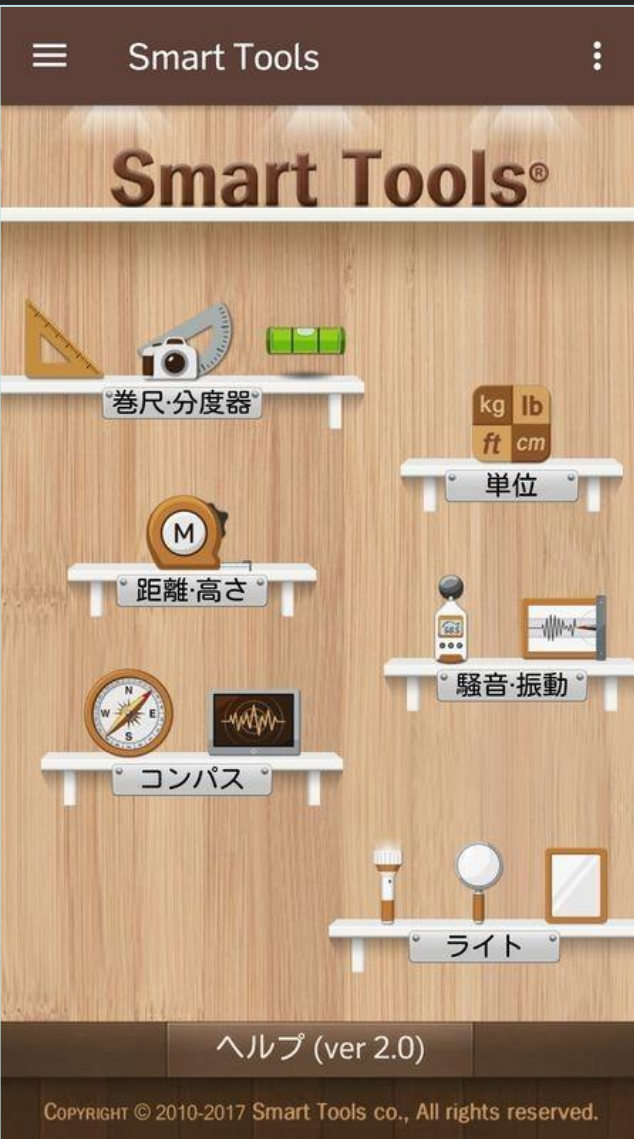 Smart Tools
Smart Tools®
巻尺·分度器
kg lb
ft cm
単位
M
距離·高さ
騒音·振動
N
W E
S
コンパス
ライト
ヘルプ (ver 2.0)
Copyright © 2010-2017 Smart Tools co., All rights reserved.